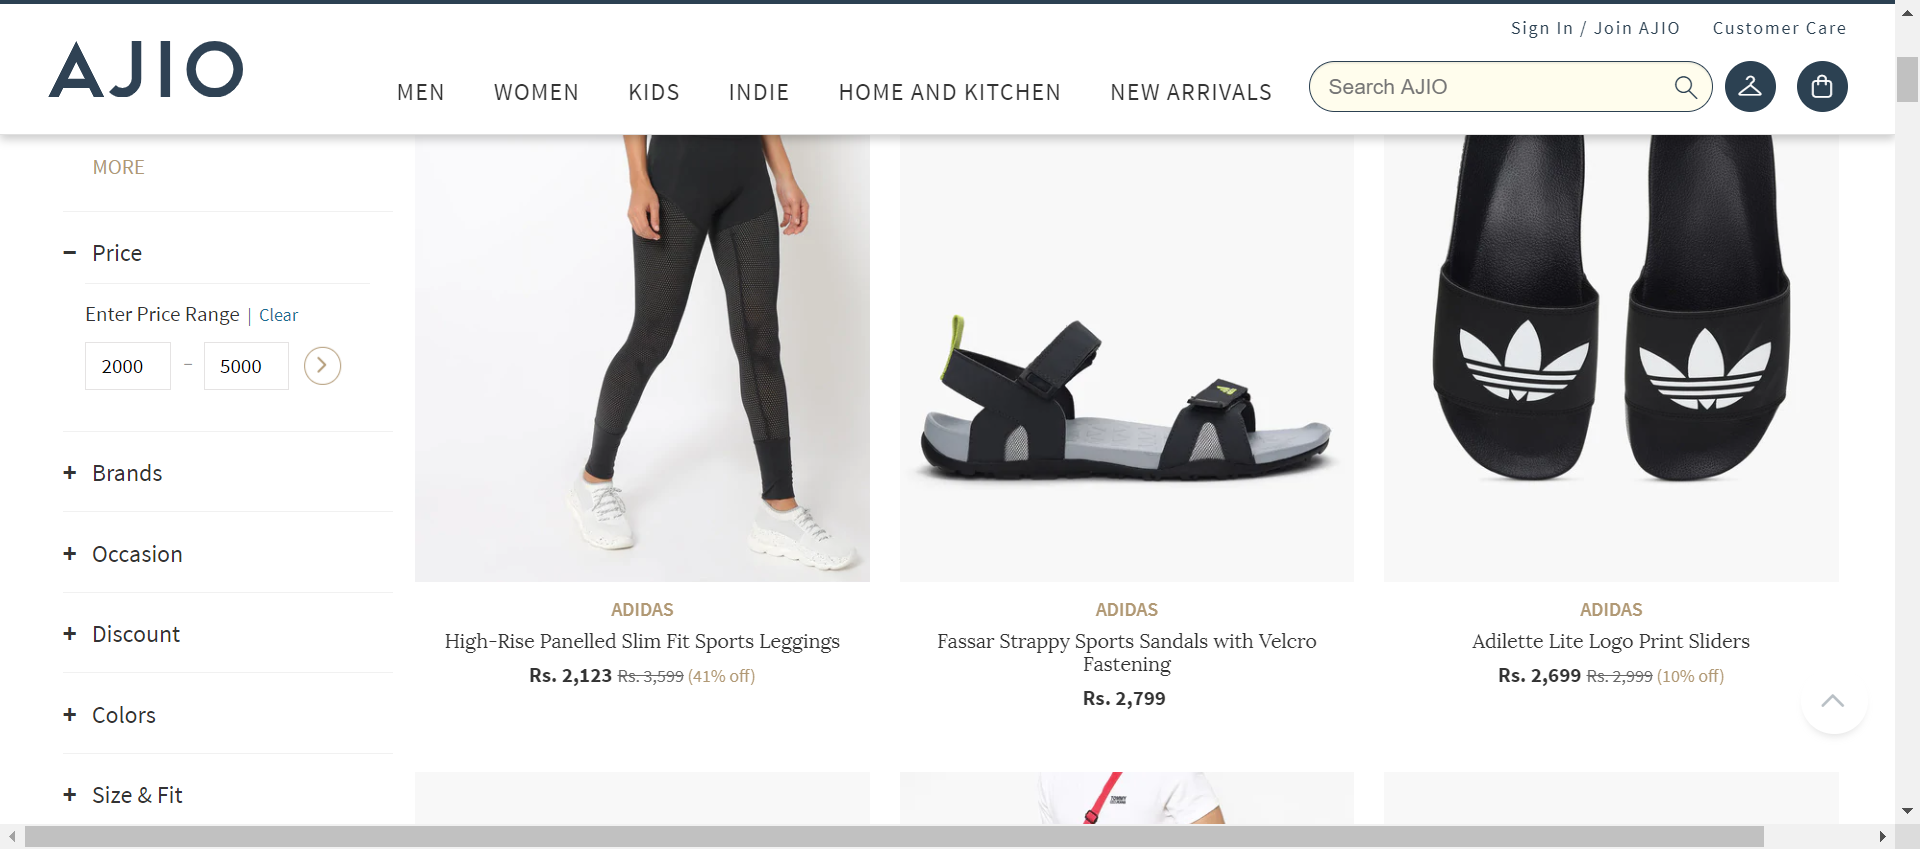 Sign In / Join AJIO
Customer Care
AJIO
MEN
WOMEN
KIDS
INDIE
HOME AND KITCHEN
NEW ARRIVALS
Search AJIO
MORE
− Price
Enter Price Range | Clear
2000 – 5000
+ Brands
+ Occasion
+ Discount
+ Colors
+ Size & Fit
ADIDAS
High-Rise Panelled Slim Fit Sports Leggings
Rs. 2,123 Rs. 3,599 (41% off)
ADIDAS
Fassar Strappy Sports Sandals with Velcro
Fastening
Rs. 2,799
ADIDAS
Adilette Lite Logo Print Sliders
Rs. 2,699 Rs. 2,999 (10% off)
TOMMY